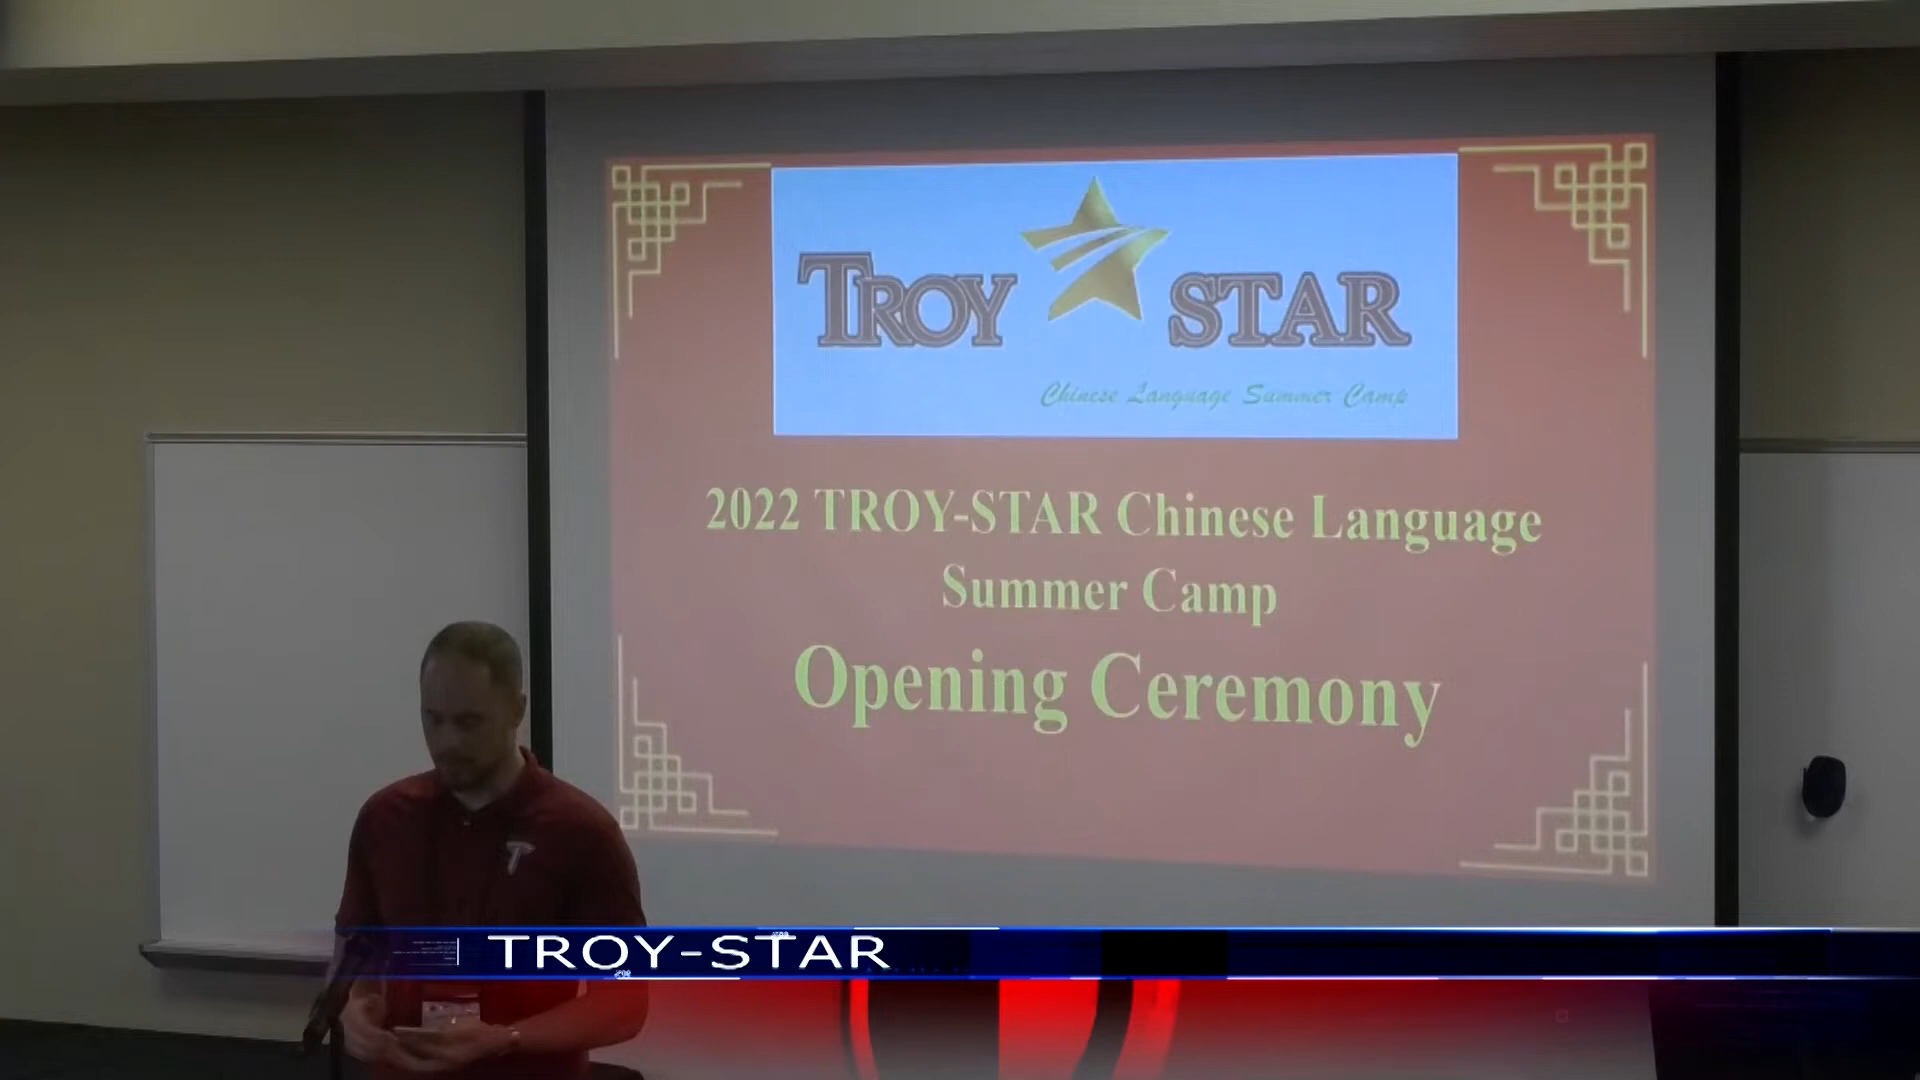 TROY STAR
Chinese Language Summer Camp
2022 TROY-STAR Chinese Language
Summer Camp
Opening Ceremony
T
TROY-STAR